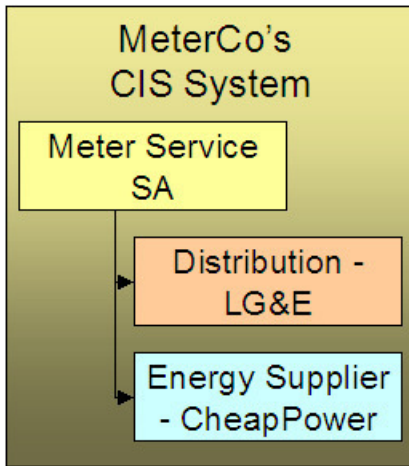 MeterCo’s
CIS System
Meter Service
SA
Distribution -
LG&E
Energy Supplier
- CheapPower